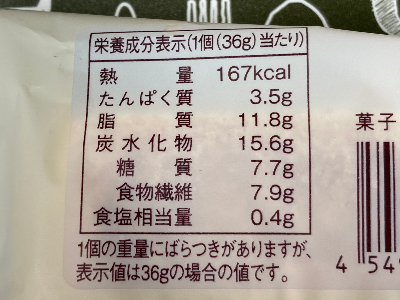 栄養成分表示(1個(36g)当たり)
熱量 167kcal
たんぱく質 3.5g
脂質 11.8g
炭水化物 15.6g
糖質 7.7g
食物繊維 7.9g
食塩相当量 0.4g
1個の重量にばらつきがありますが、
表示値は36gの場合の値です。
菓子
4 549